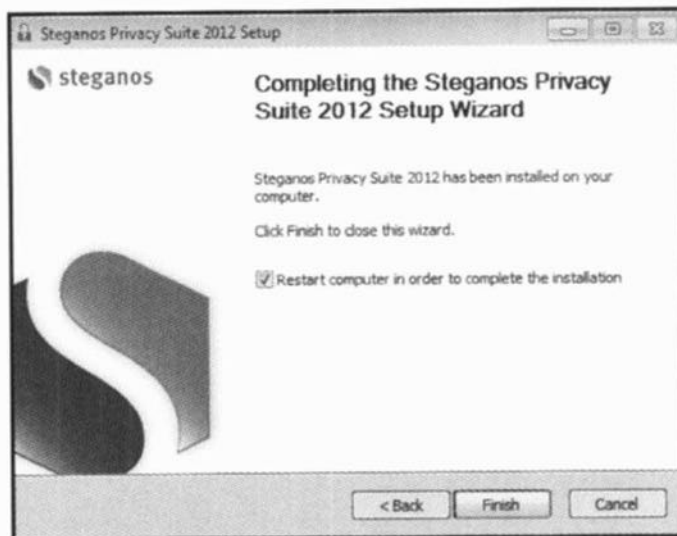 Steganos Privacy Suite 2012 Setup
steganos
Completing the Steganos Privacy
Suite 2012 Setup Wizard
Steganos Privacy Suite 2012 has been installed on your
computer.
Click Finish to close this wizard.
Restart computer in order to complete the installation
< Back
Finish
Cancel